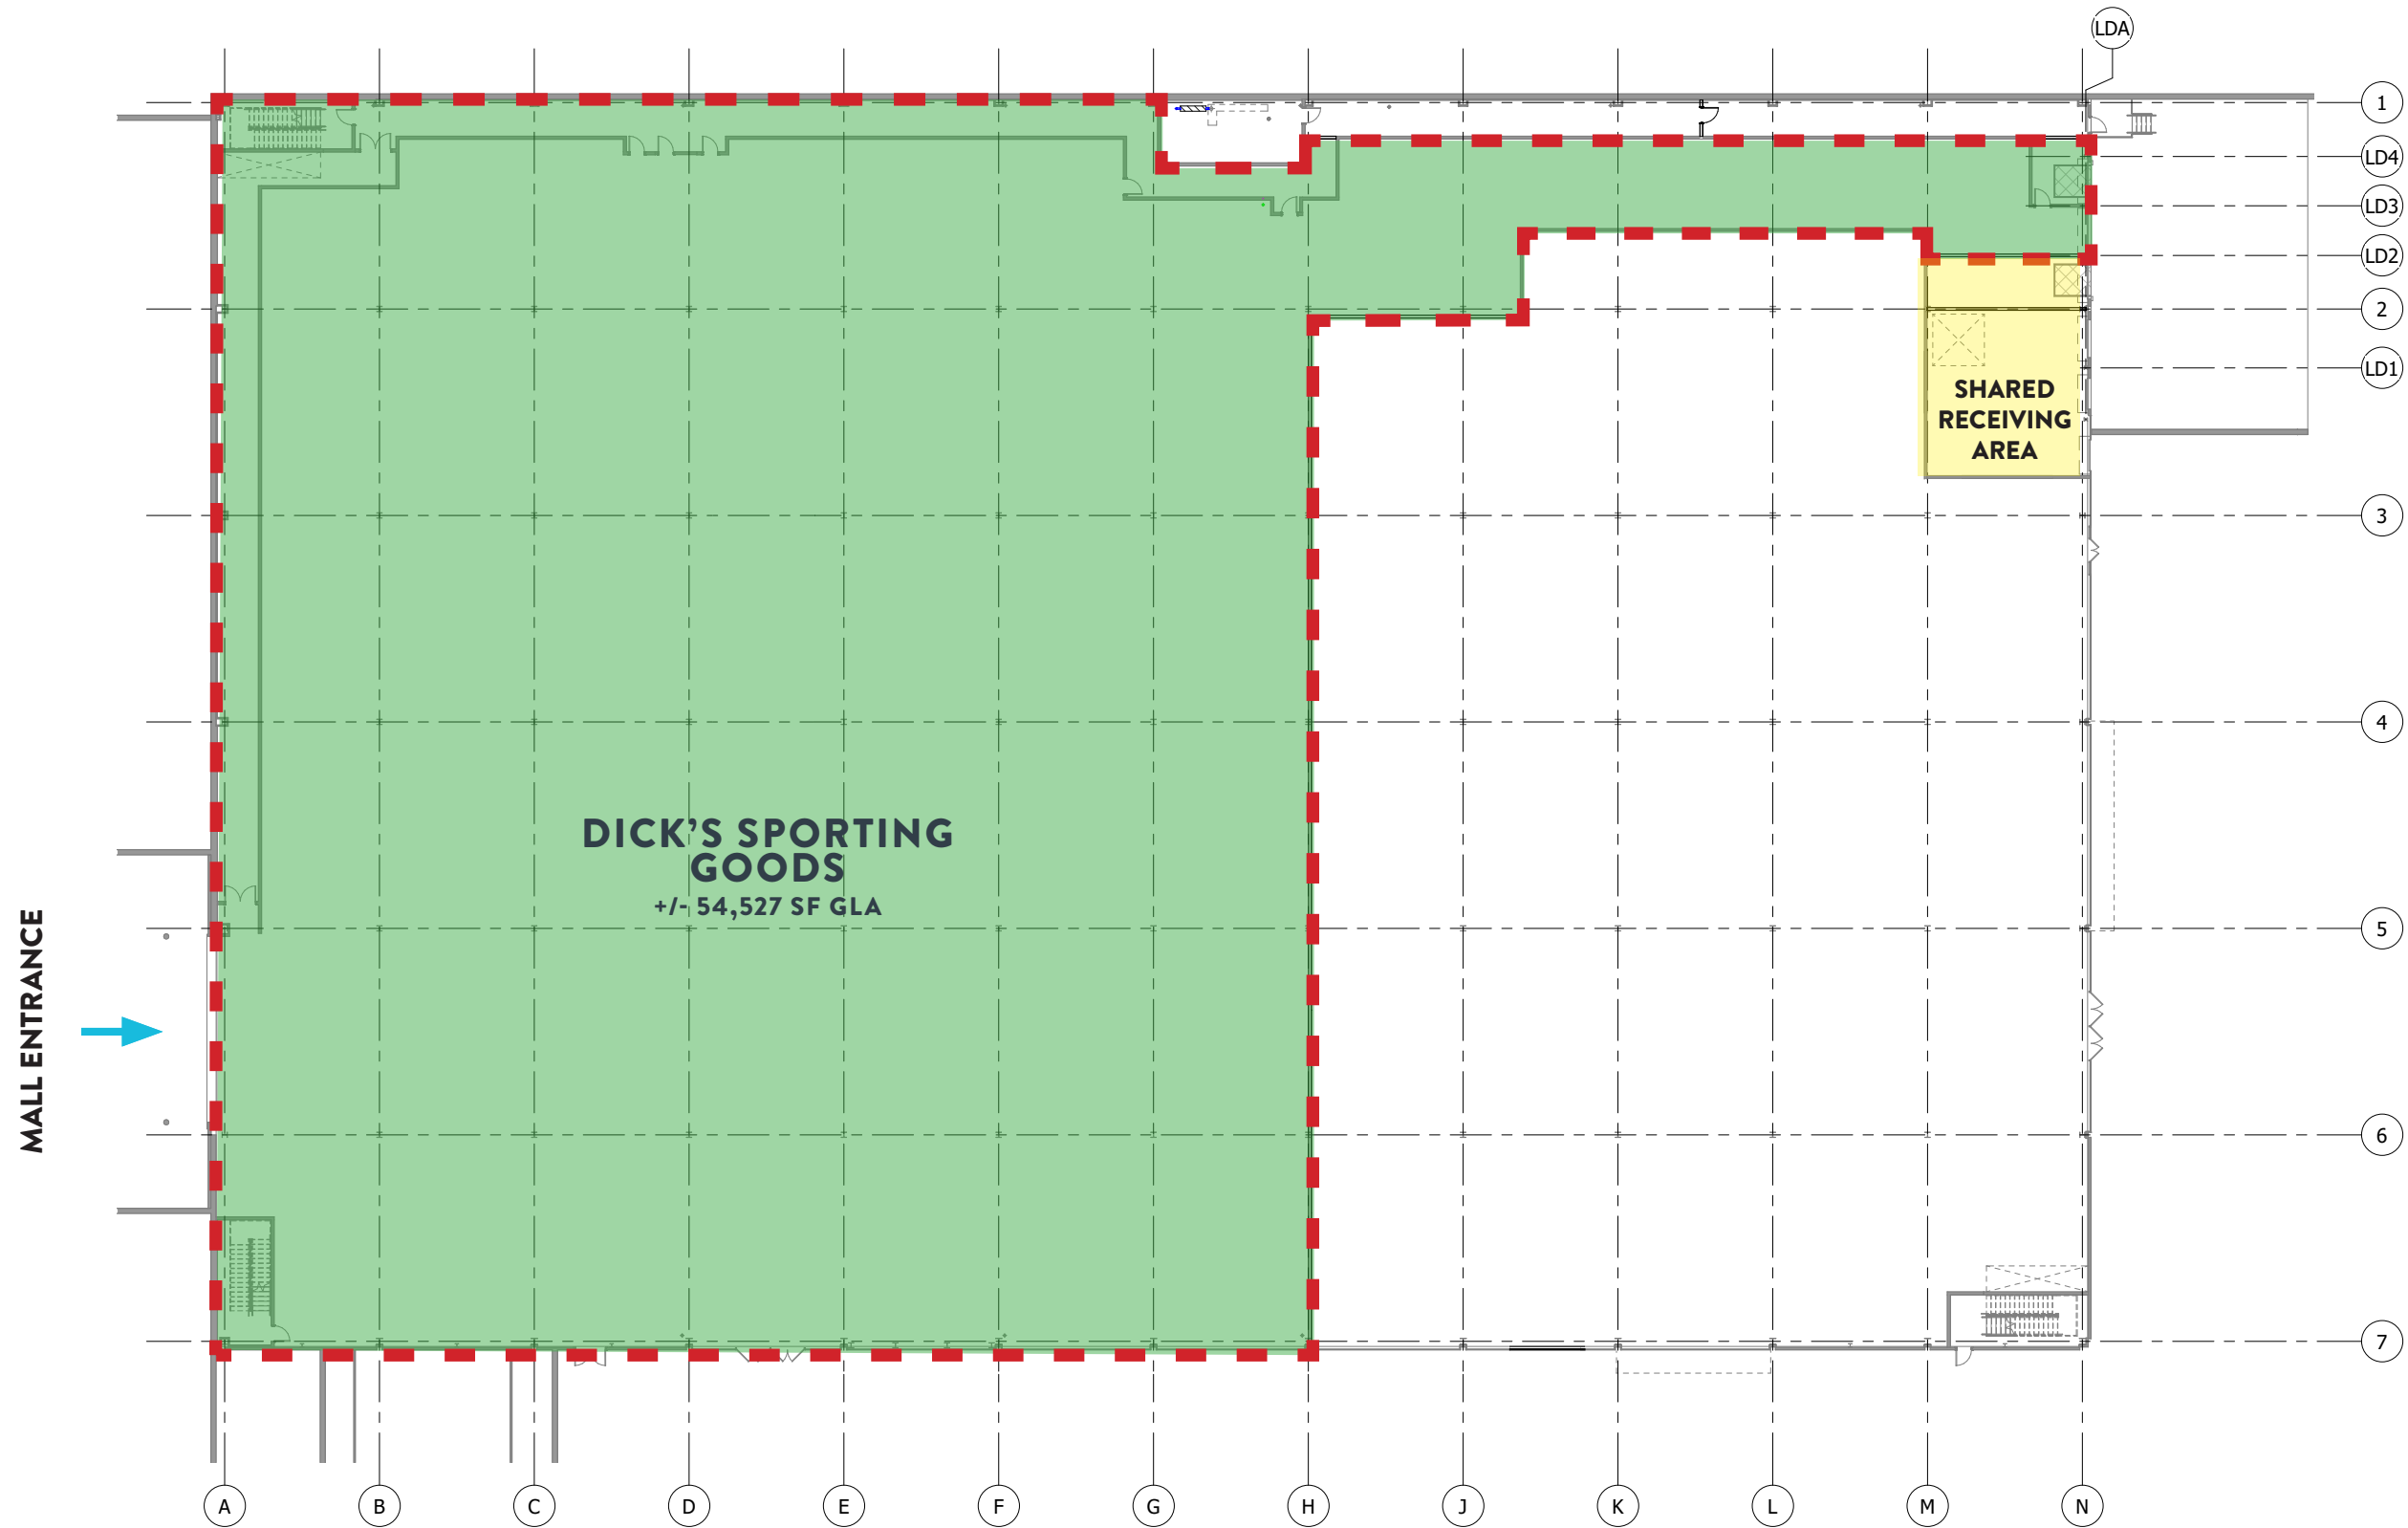 LDA
1
LD4
LD3
LD2
2
LD1
SHARED
RECEIVING
AREA
3
4
DICK'S SPORTING
GOODS
+/- 54,527 SF GLA
5
MALL ENTRANCE
6
7
A B C D E F G H J K L M N